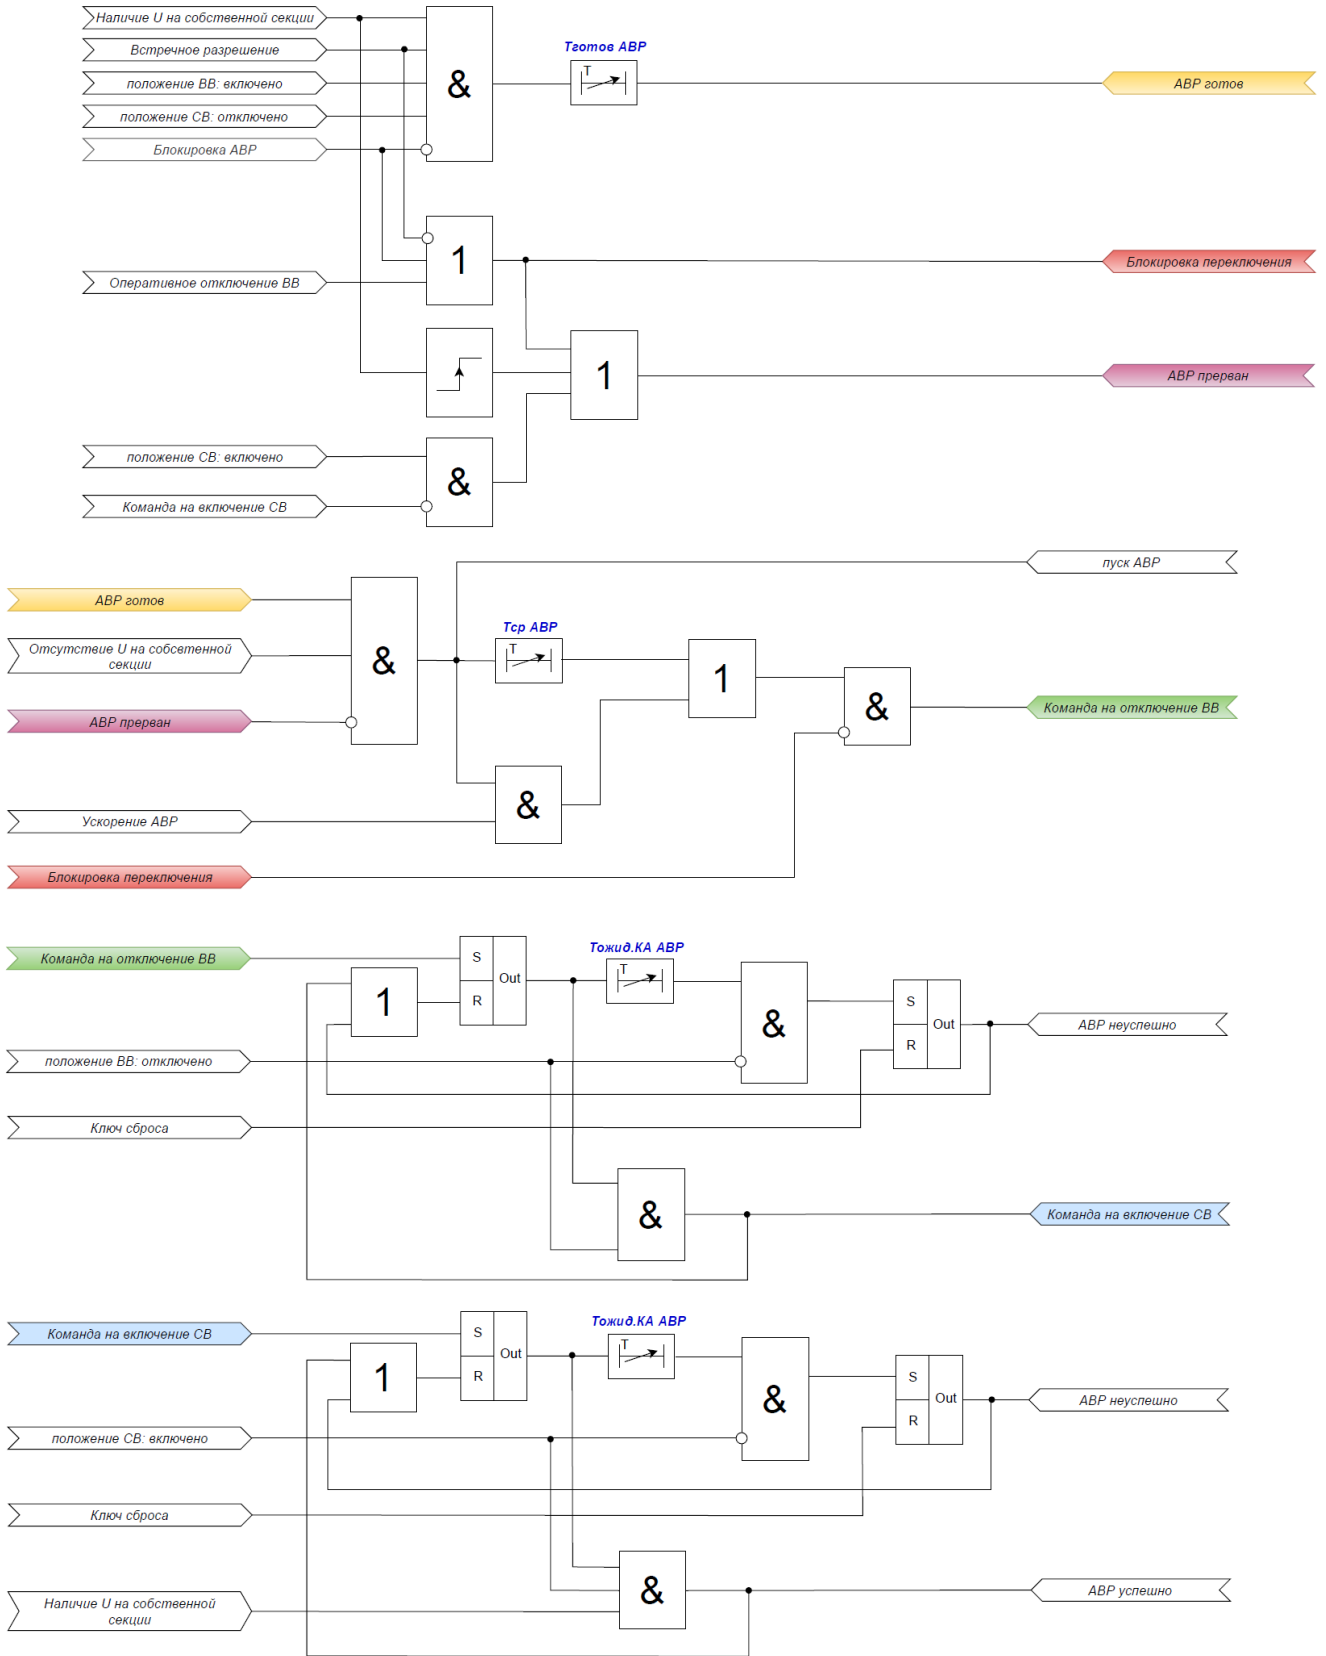 Наличие U на собственной секции
Встречное разрешение
положение ВВ: включено
положение СВ: отключено
Блокировка АВР
&
Тготов АВР
T
АВР готов
Оперативное отключение ВВ
1
Блокировка переключения
1
АВР прерван
положение СВ: включено
Команда на включение СВ
&
пуск АВР
АВР готов
Отсутствие U на собсвтенной
секции
АВР прерван
&
Тср АВР
T
1
&
Команда на отключение ВВ
Ускорение АВР
&
Блокировка переключения
Команда на отключение ВВ
1
S
R
Out
Тожид.КА АВР
T
&
S
R
Out
АВР неуспешно
положение ВВ: отключено
Ключ сброса
&
Команда на включение СВ
Команда на включение СВ
1
S
R
Out
Тожид.КА АВР
T
&
S
R
Out
АВР неуспешно
положение СВ: включено
Ключ сброса
Наличие U на собственной
секции
&
АВР успешно